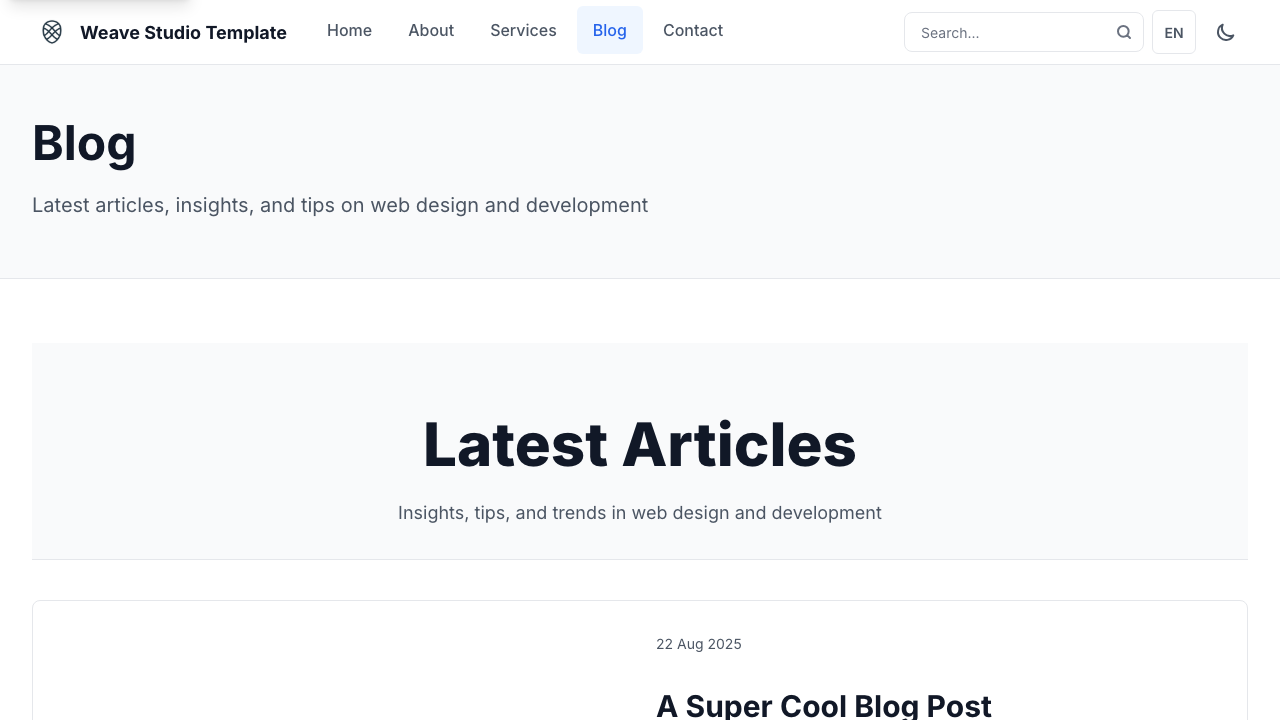 Weave Studio Template
Home
About
Services
Blog
Contact
Search...
EN
Blog
Latest articles, insights, and tips on web design and development
Latest Articles
Insights, tips, and trends in web design and development
22 Aug 2025
A Super Cool Blog Post